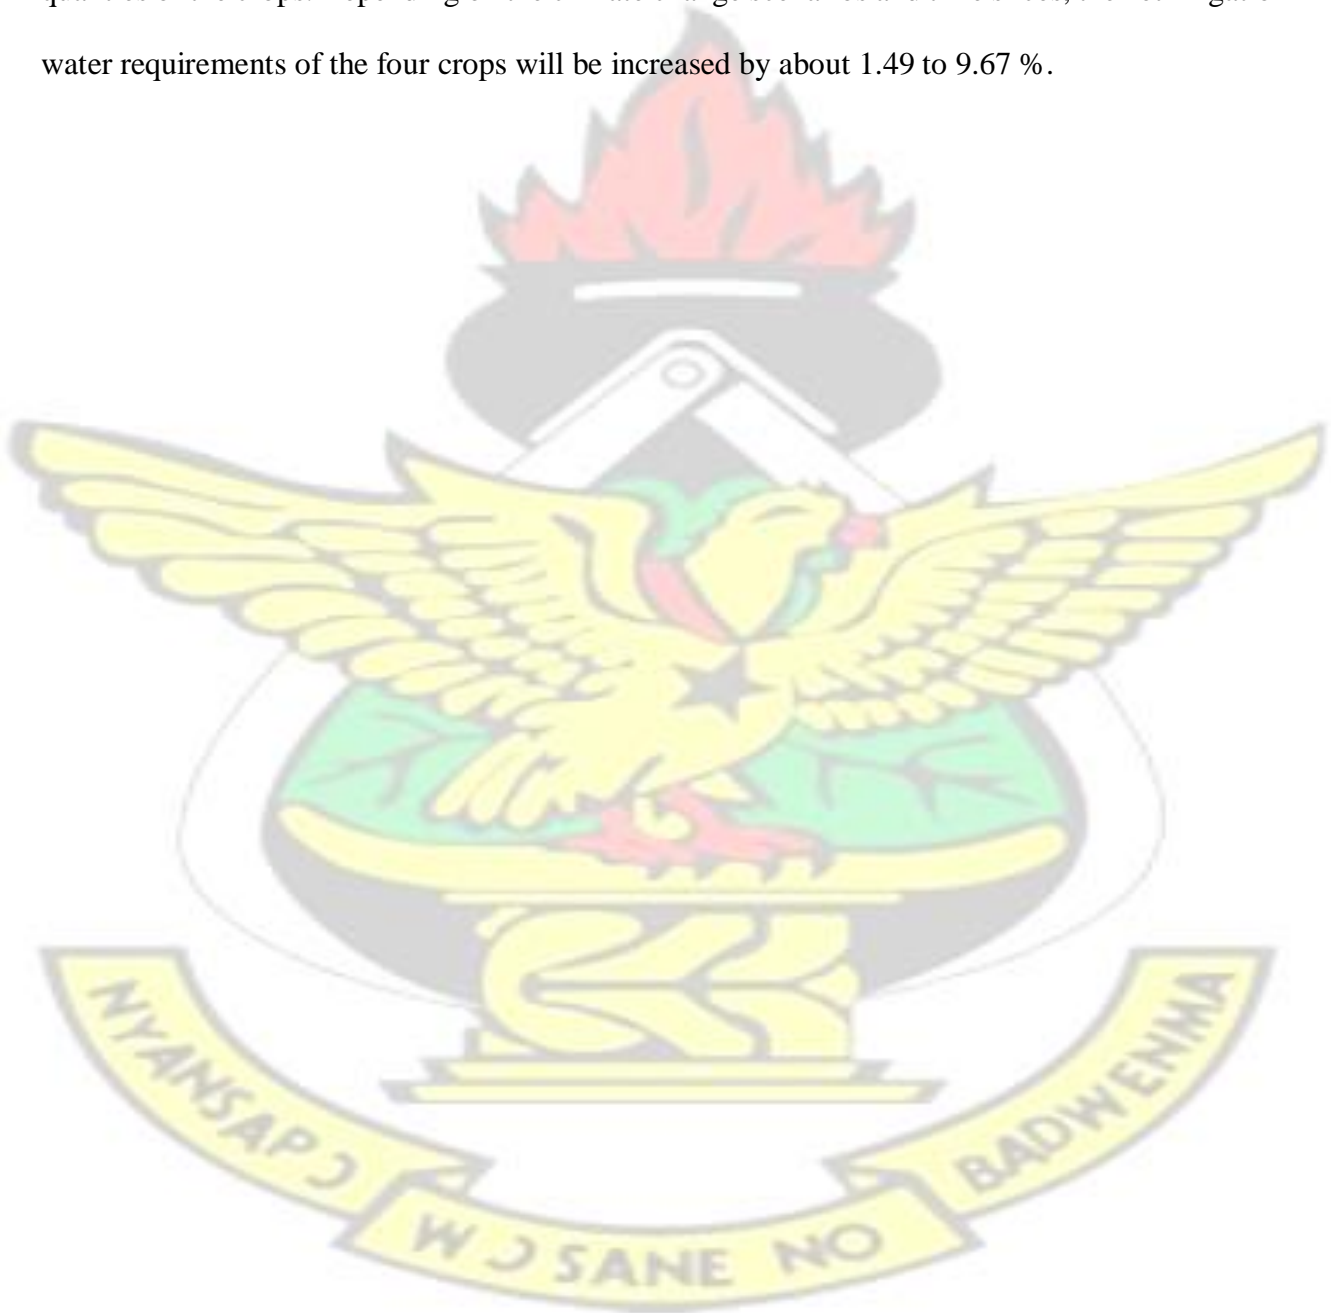 water requirements of the four crops will be increased by about 1.49 to 9.67 %.
NYANSAPƆ
WƆ SANE NO
BADWENMA